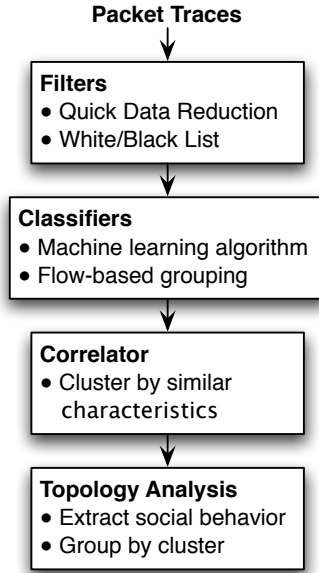 Packet Traces
Filters
• Quick Data Reduction
• White/Black List
Classifiers
• Machine learning algorithm
• Flow-based grouping
Correlator
• Cluster by similar
characteristics
Topology Analysis
• Extract social behavior
• Group by cluster